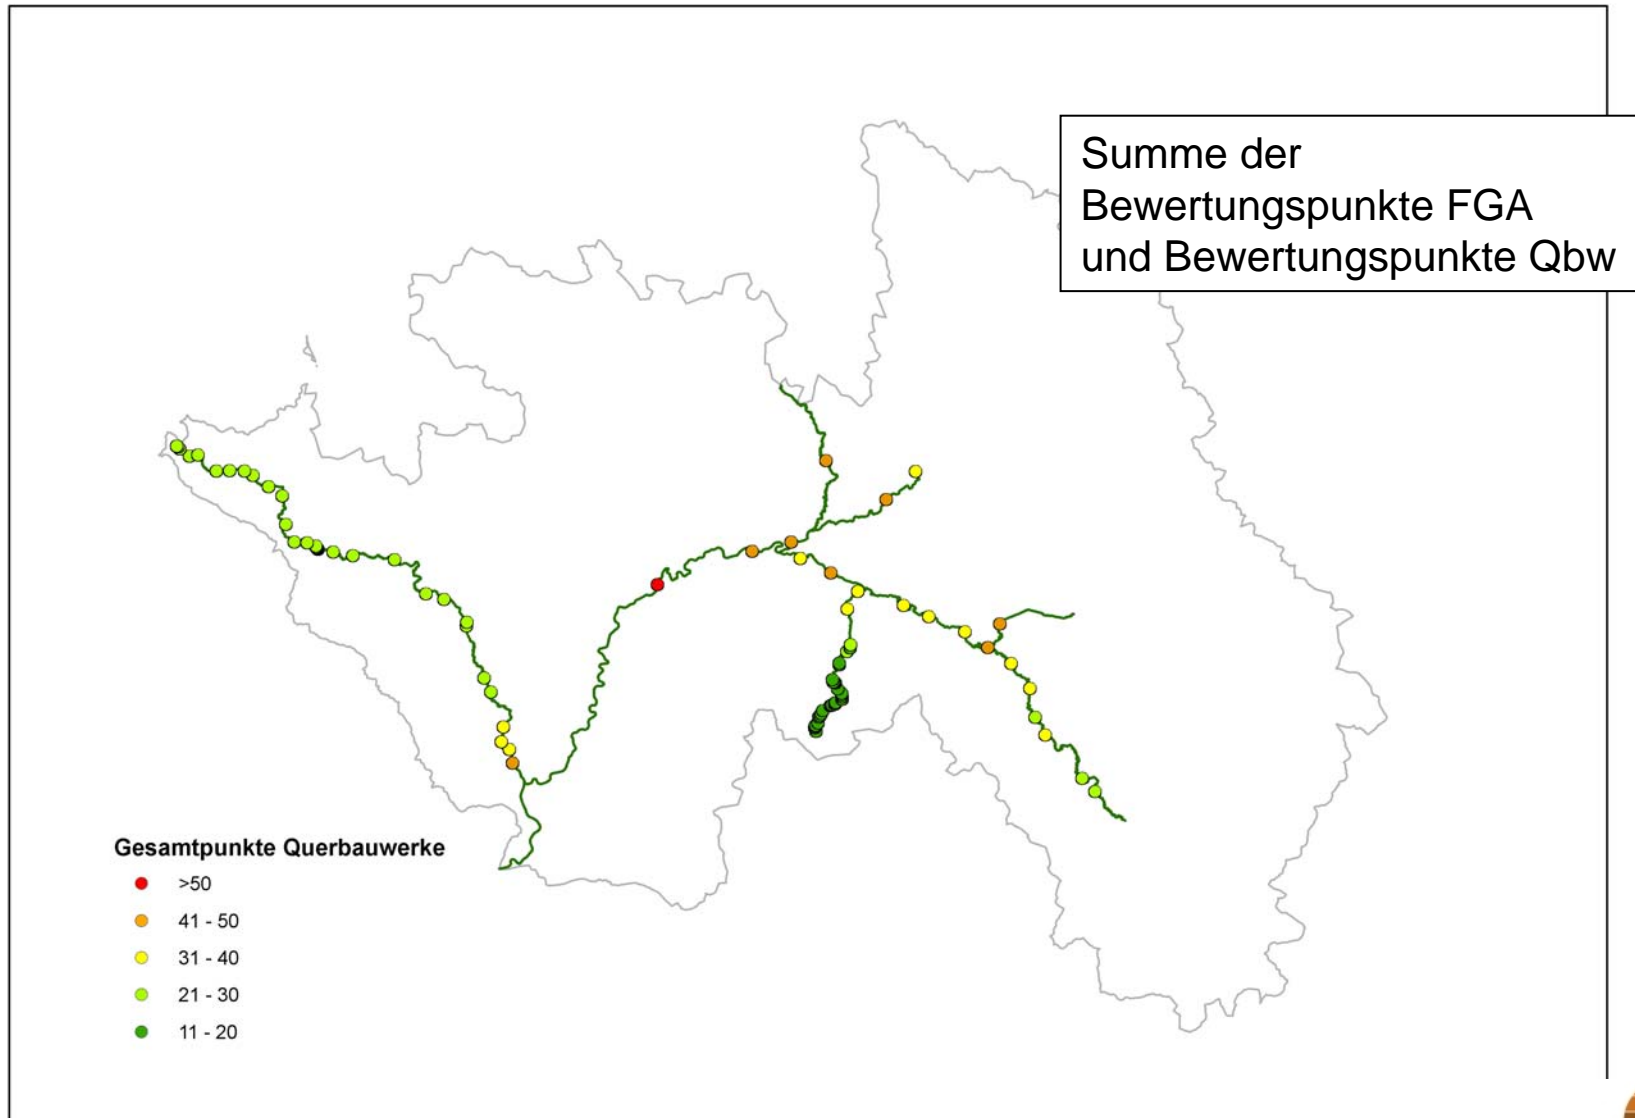 Summe der
Bewertungspunkte FGA
und Bewertungspunkte Qbw
Gesamtpunkte Querbauwerke
>50
41 - 50
31 - 40
21 - 30
11 - 20